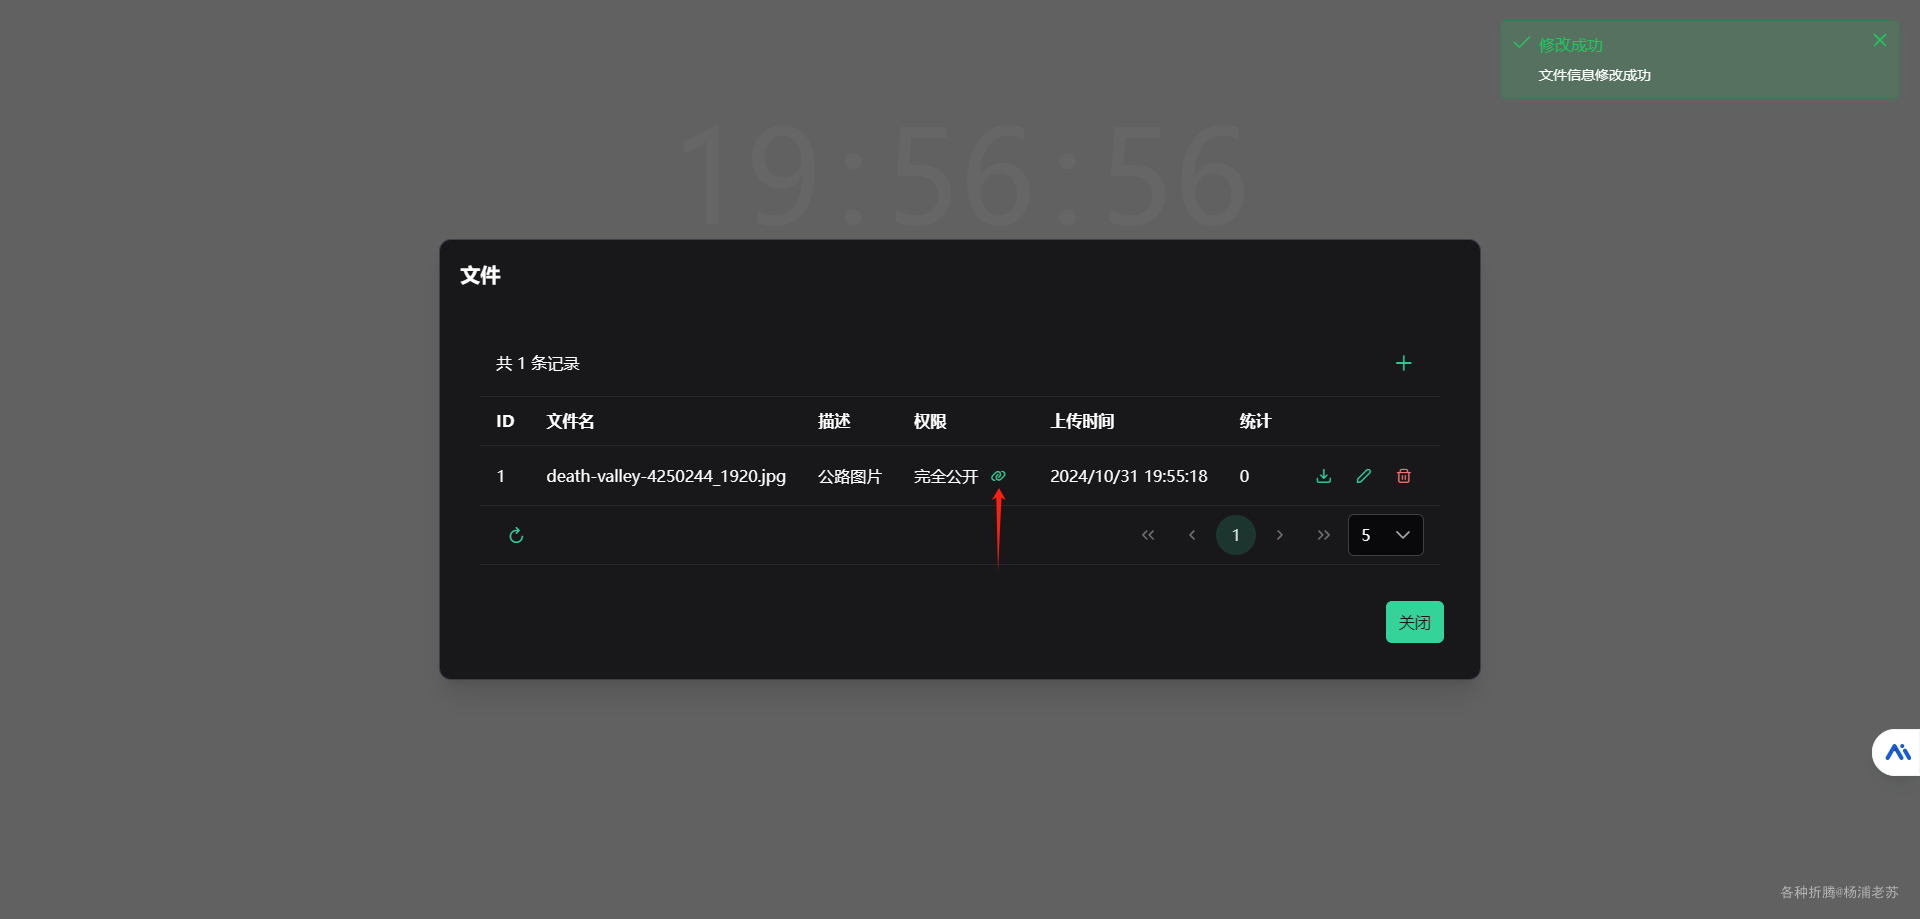 修改成功
文件信息修改成功
19:56:56
文件
共 1 条记录
ID 文件名 描述 权限 上传时间 统计
1 death-valley-4250244_1920.jpg 公路图片 完全公开 2024/10/31 19:55:18 0
1 5
关闭
各种折腾@杨浦老苏